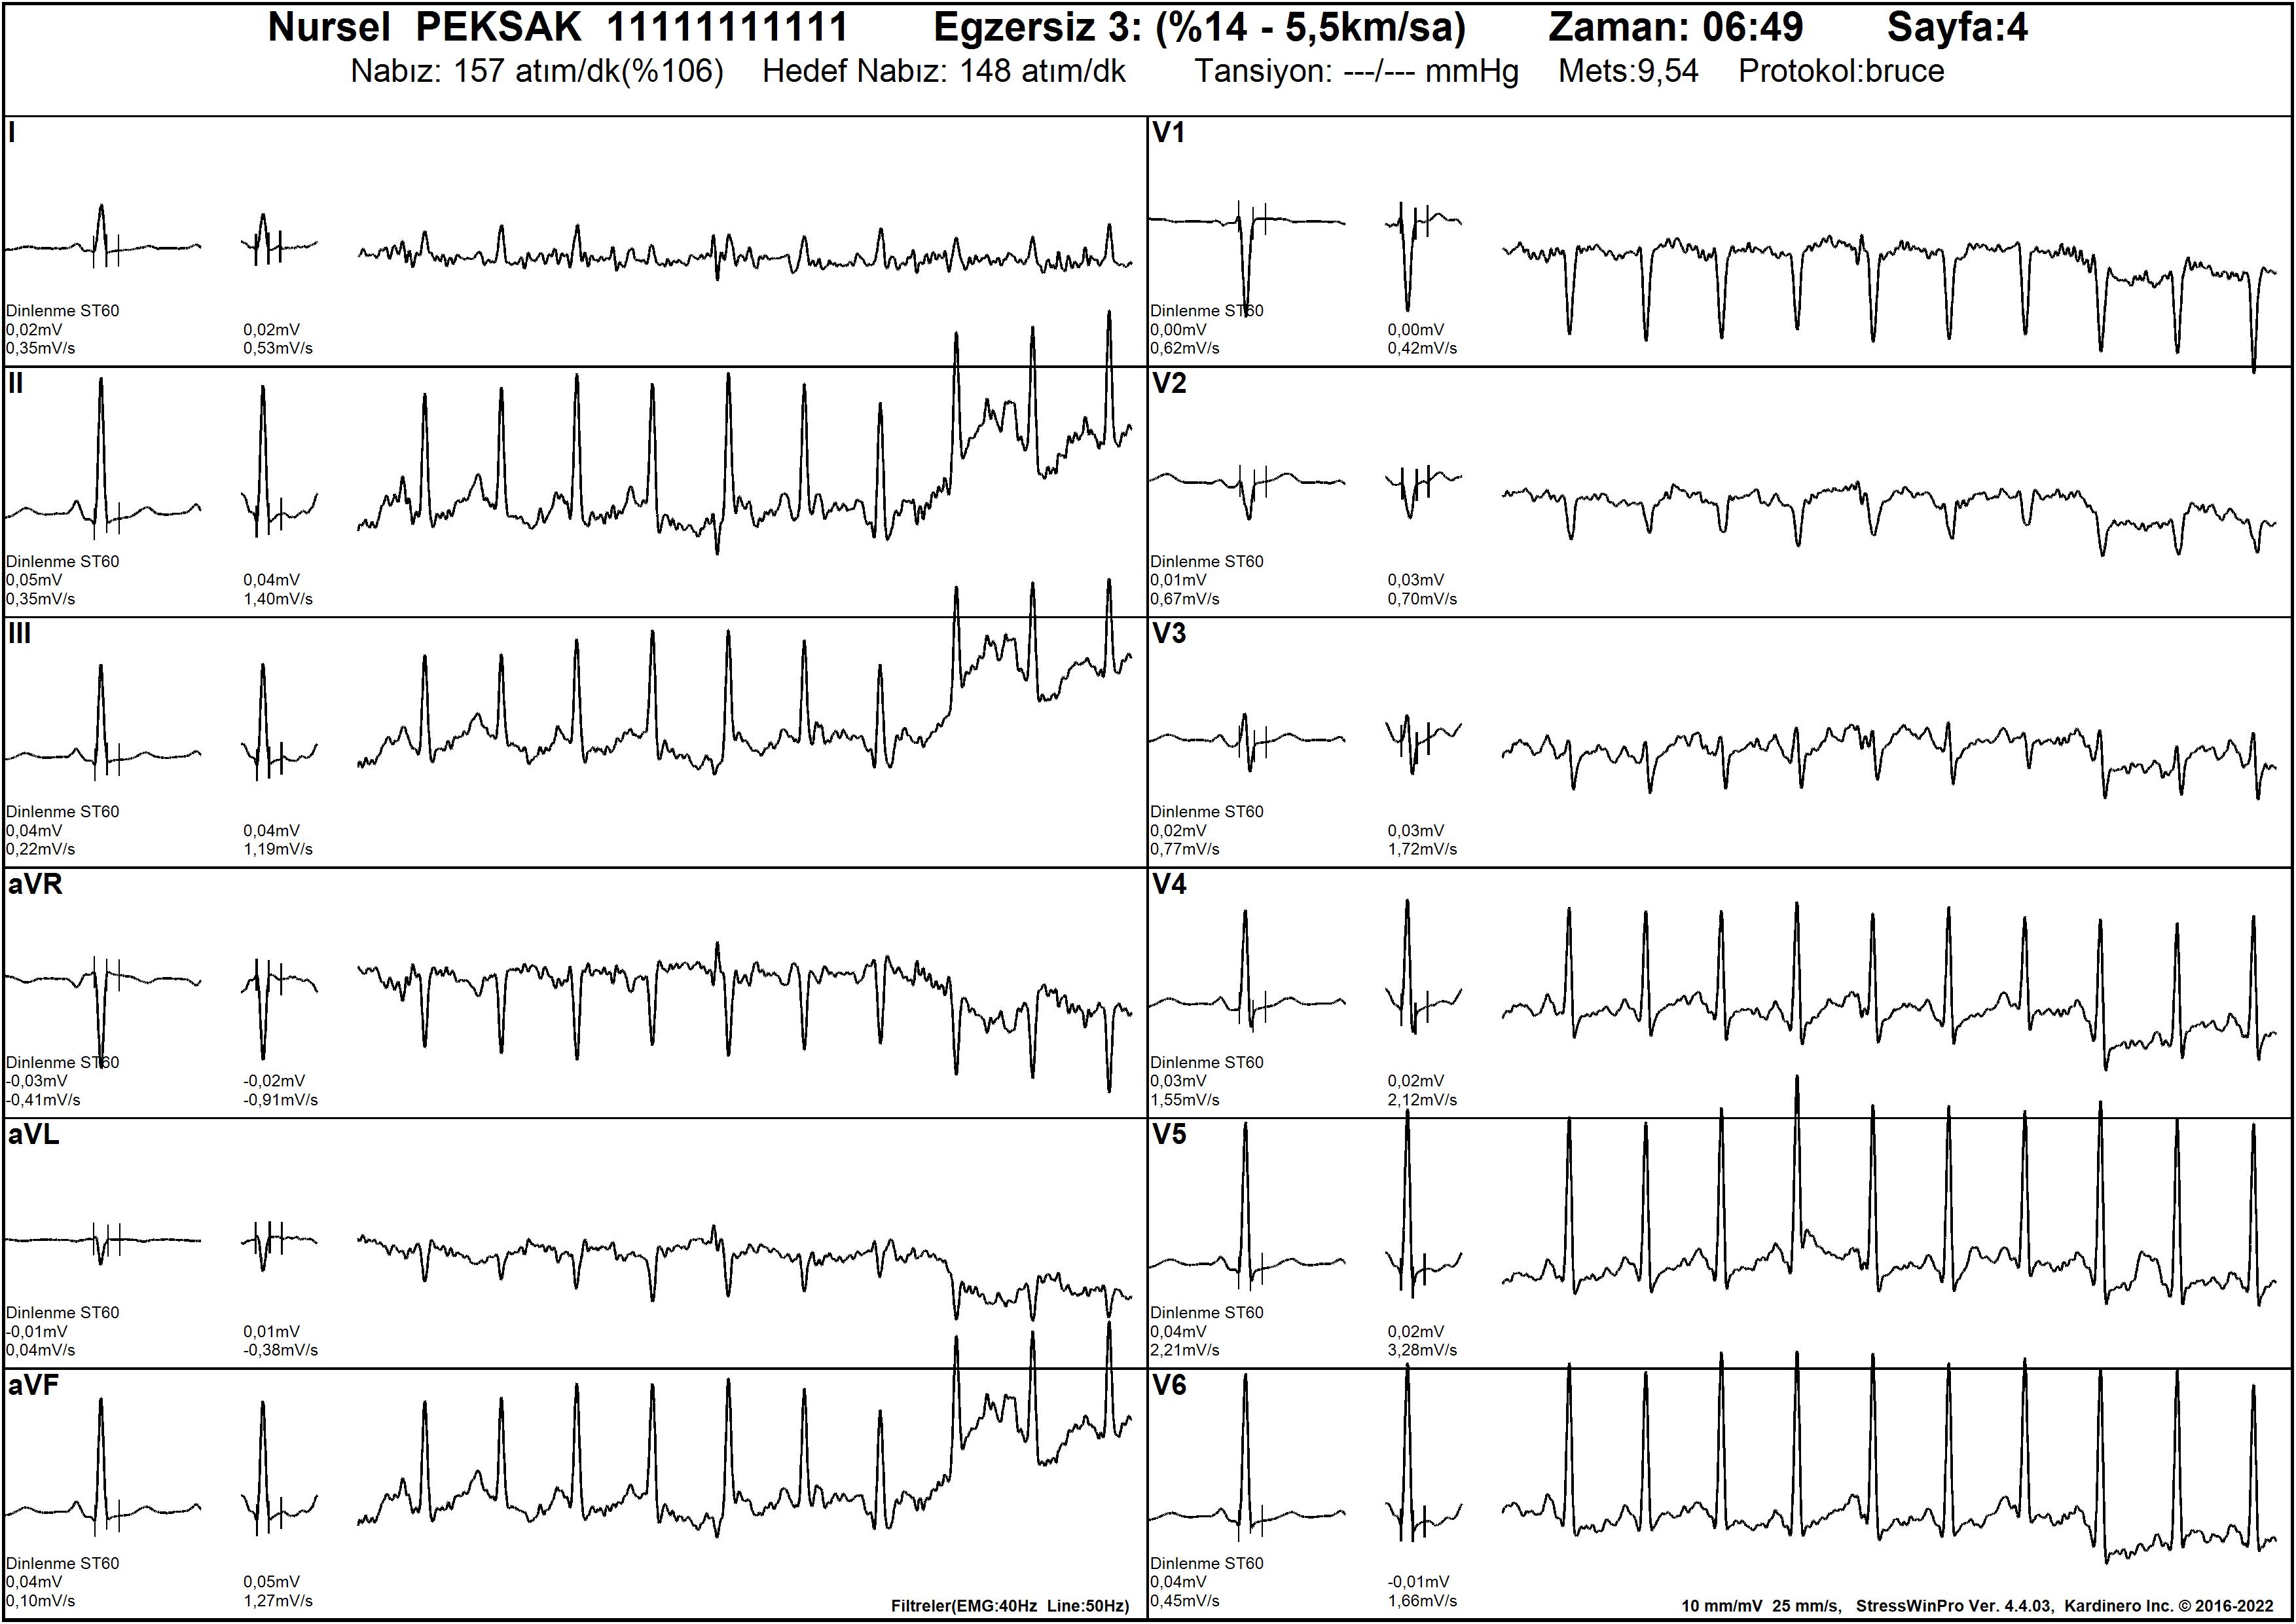 Nursel PEKSAK 11111111111 Egzersiz 3: (%14 - 5,5km/sa) Zaman: 06:49 Sayfa:4
Nabız: 157 atım/dk(%106) Hedef Nabız: 148 atım/dk Tansiyon: ---/--- mmHg Mets:9,54 Protokol:bruce
I
Dinlenme ST60
0,02mV 0,02mV
0,35mV/s 0,53mV/s
II
Dinlenme ST60
0,05mV 0,04mV
0,35mV/s 1,40mV/s
III
Dinlenme ST60
0,04mV 0,04mV
0,22mV/s 1,19mV/s
aVR
Dinlenme ST60
-0,03mV -0,02mV
-0,41mV/s -0,91mV/s
aVL
Dinlenme ST60
-0,01mV 0,01mV
0,04mV/s -0,38mV/s
aVF
Dinlenme ST60
0,04mV 0,05mV
0,10mV/s 1,27mV/s
Filtreler(EMG:40Hz Line:50Hz)
V1
Dinlenme ST60
0,00mV 0,00mV
0,62mV/s 0,42mV/s
V2
Dinlenme ST60
0,01mV 0,03mV
0,67mV/s 0,70mV/s
V3
Dinlenme ST60
0,02mV 0,03mV
0,77mV/s 1,72mV/s
V4
Dinlenme ST60
0,03mV 0,02mV
1,55mV/s 2,12mV/s
V5
Dinlenme ST60
0,04mV 0,02mV
2,21mV/s 3,28mV/s
V6
Dinlenme ST60
0,04mV -0,01mV
0,45mV/s 1,66mV/s
10 mm/mV 25 mm/s, StressWinPro Ver. 4.4.03, Kardinero Inc. © 2016-2022